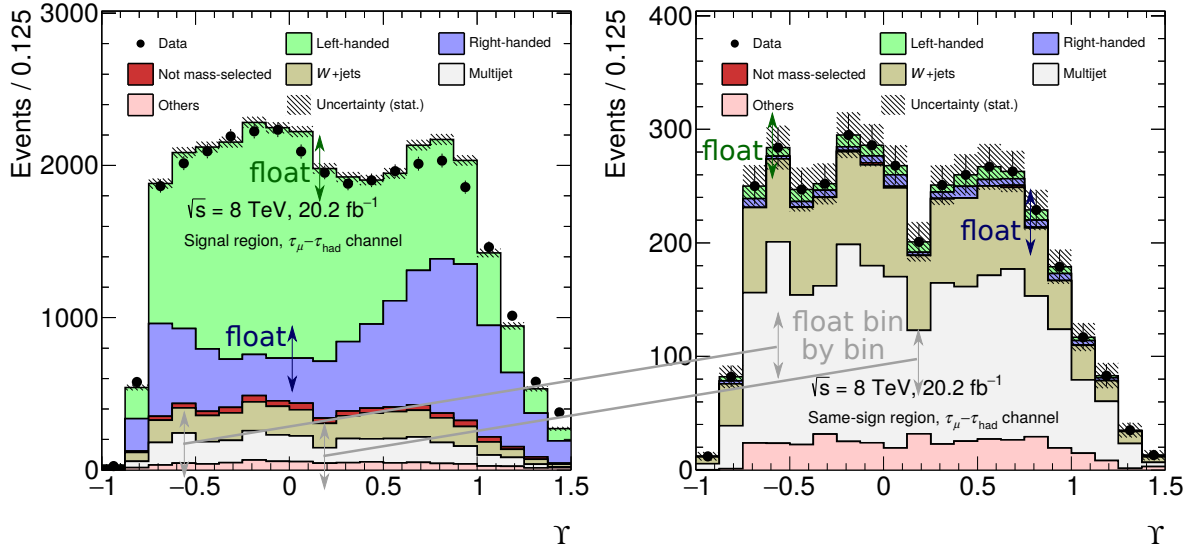 Events / 0.125
3000
2000
1000
0
Data
Left-handed
Right-handed
Not mass-selected
W+jets
Multijet
Others
Uncertainty (stat.)
float
√s = 8 TeV, 20.2 fb⁻¹
Signal region, τμ−τhad channel
float
−1 −0.5 0 0.5 1 1.5
ϒ
Events / 0.125
400
300
200
100
0
Data
Left-handed
Right-handed
Not mass-selected
W+jets
Multijet
Others
Uncertainty (stat.)
float
float
float bin
by bin
√s = 8 TeV, 20.2 fb⁻¹
Same-sign region, τμ−τhad channel
−1 −0.5 0 0.5 1 1.5
ϒ